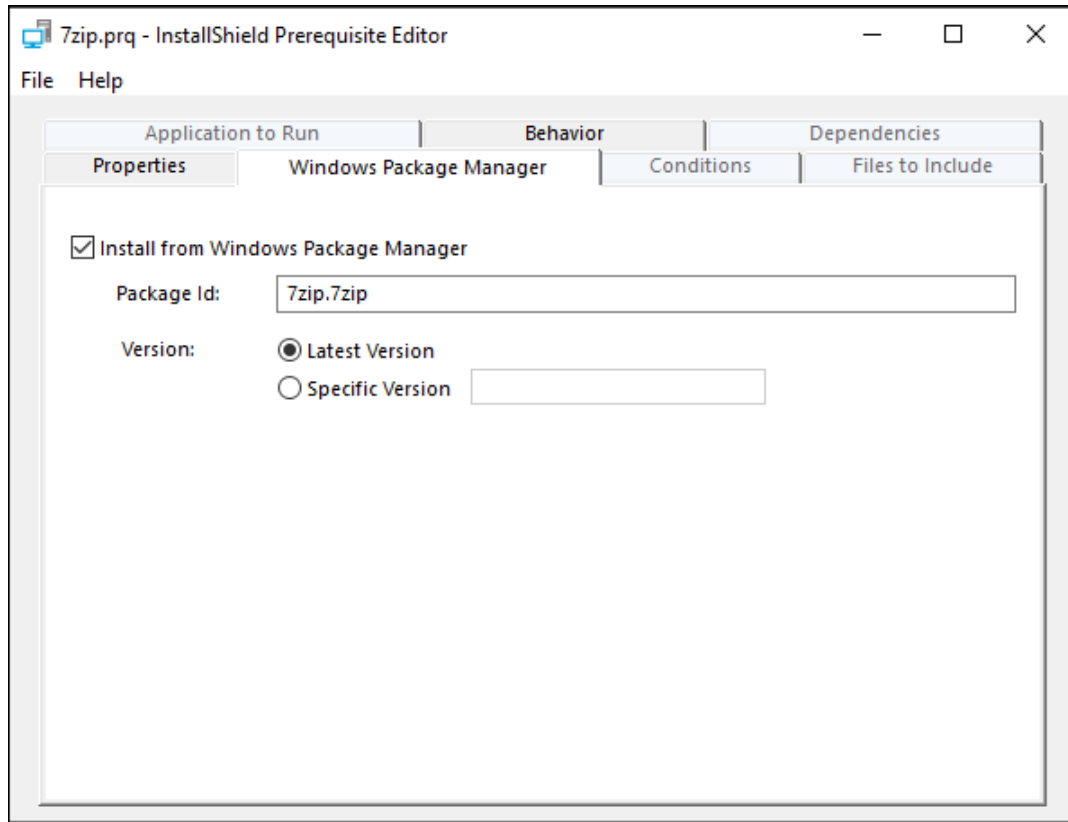 7zip.prq - InstallShield Prerequisite Editor
File Help
Application to Run Behavior Dependencies
Properties Windows Package Manager Conditions Files to Include
Install from Windows Package Manager
Package Id: 7zip.7zip
Version: Latest Version
Specific Version